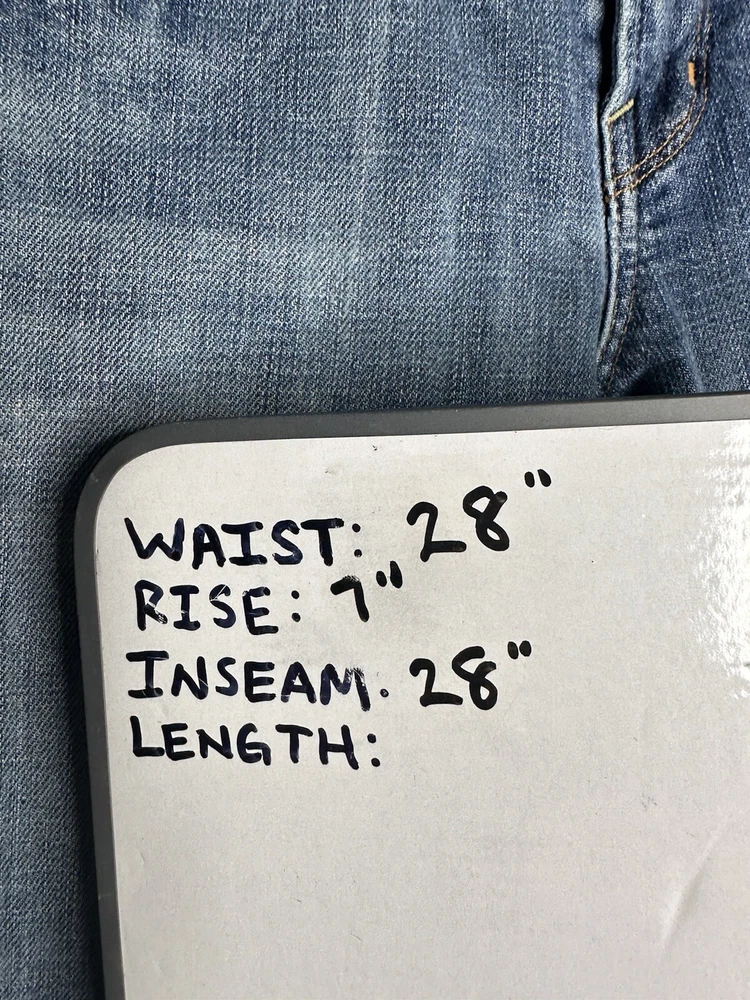 WAIST: 28"
RISE: 7"
INSEAM. 28"
LENGTH: